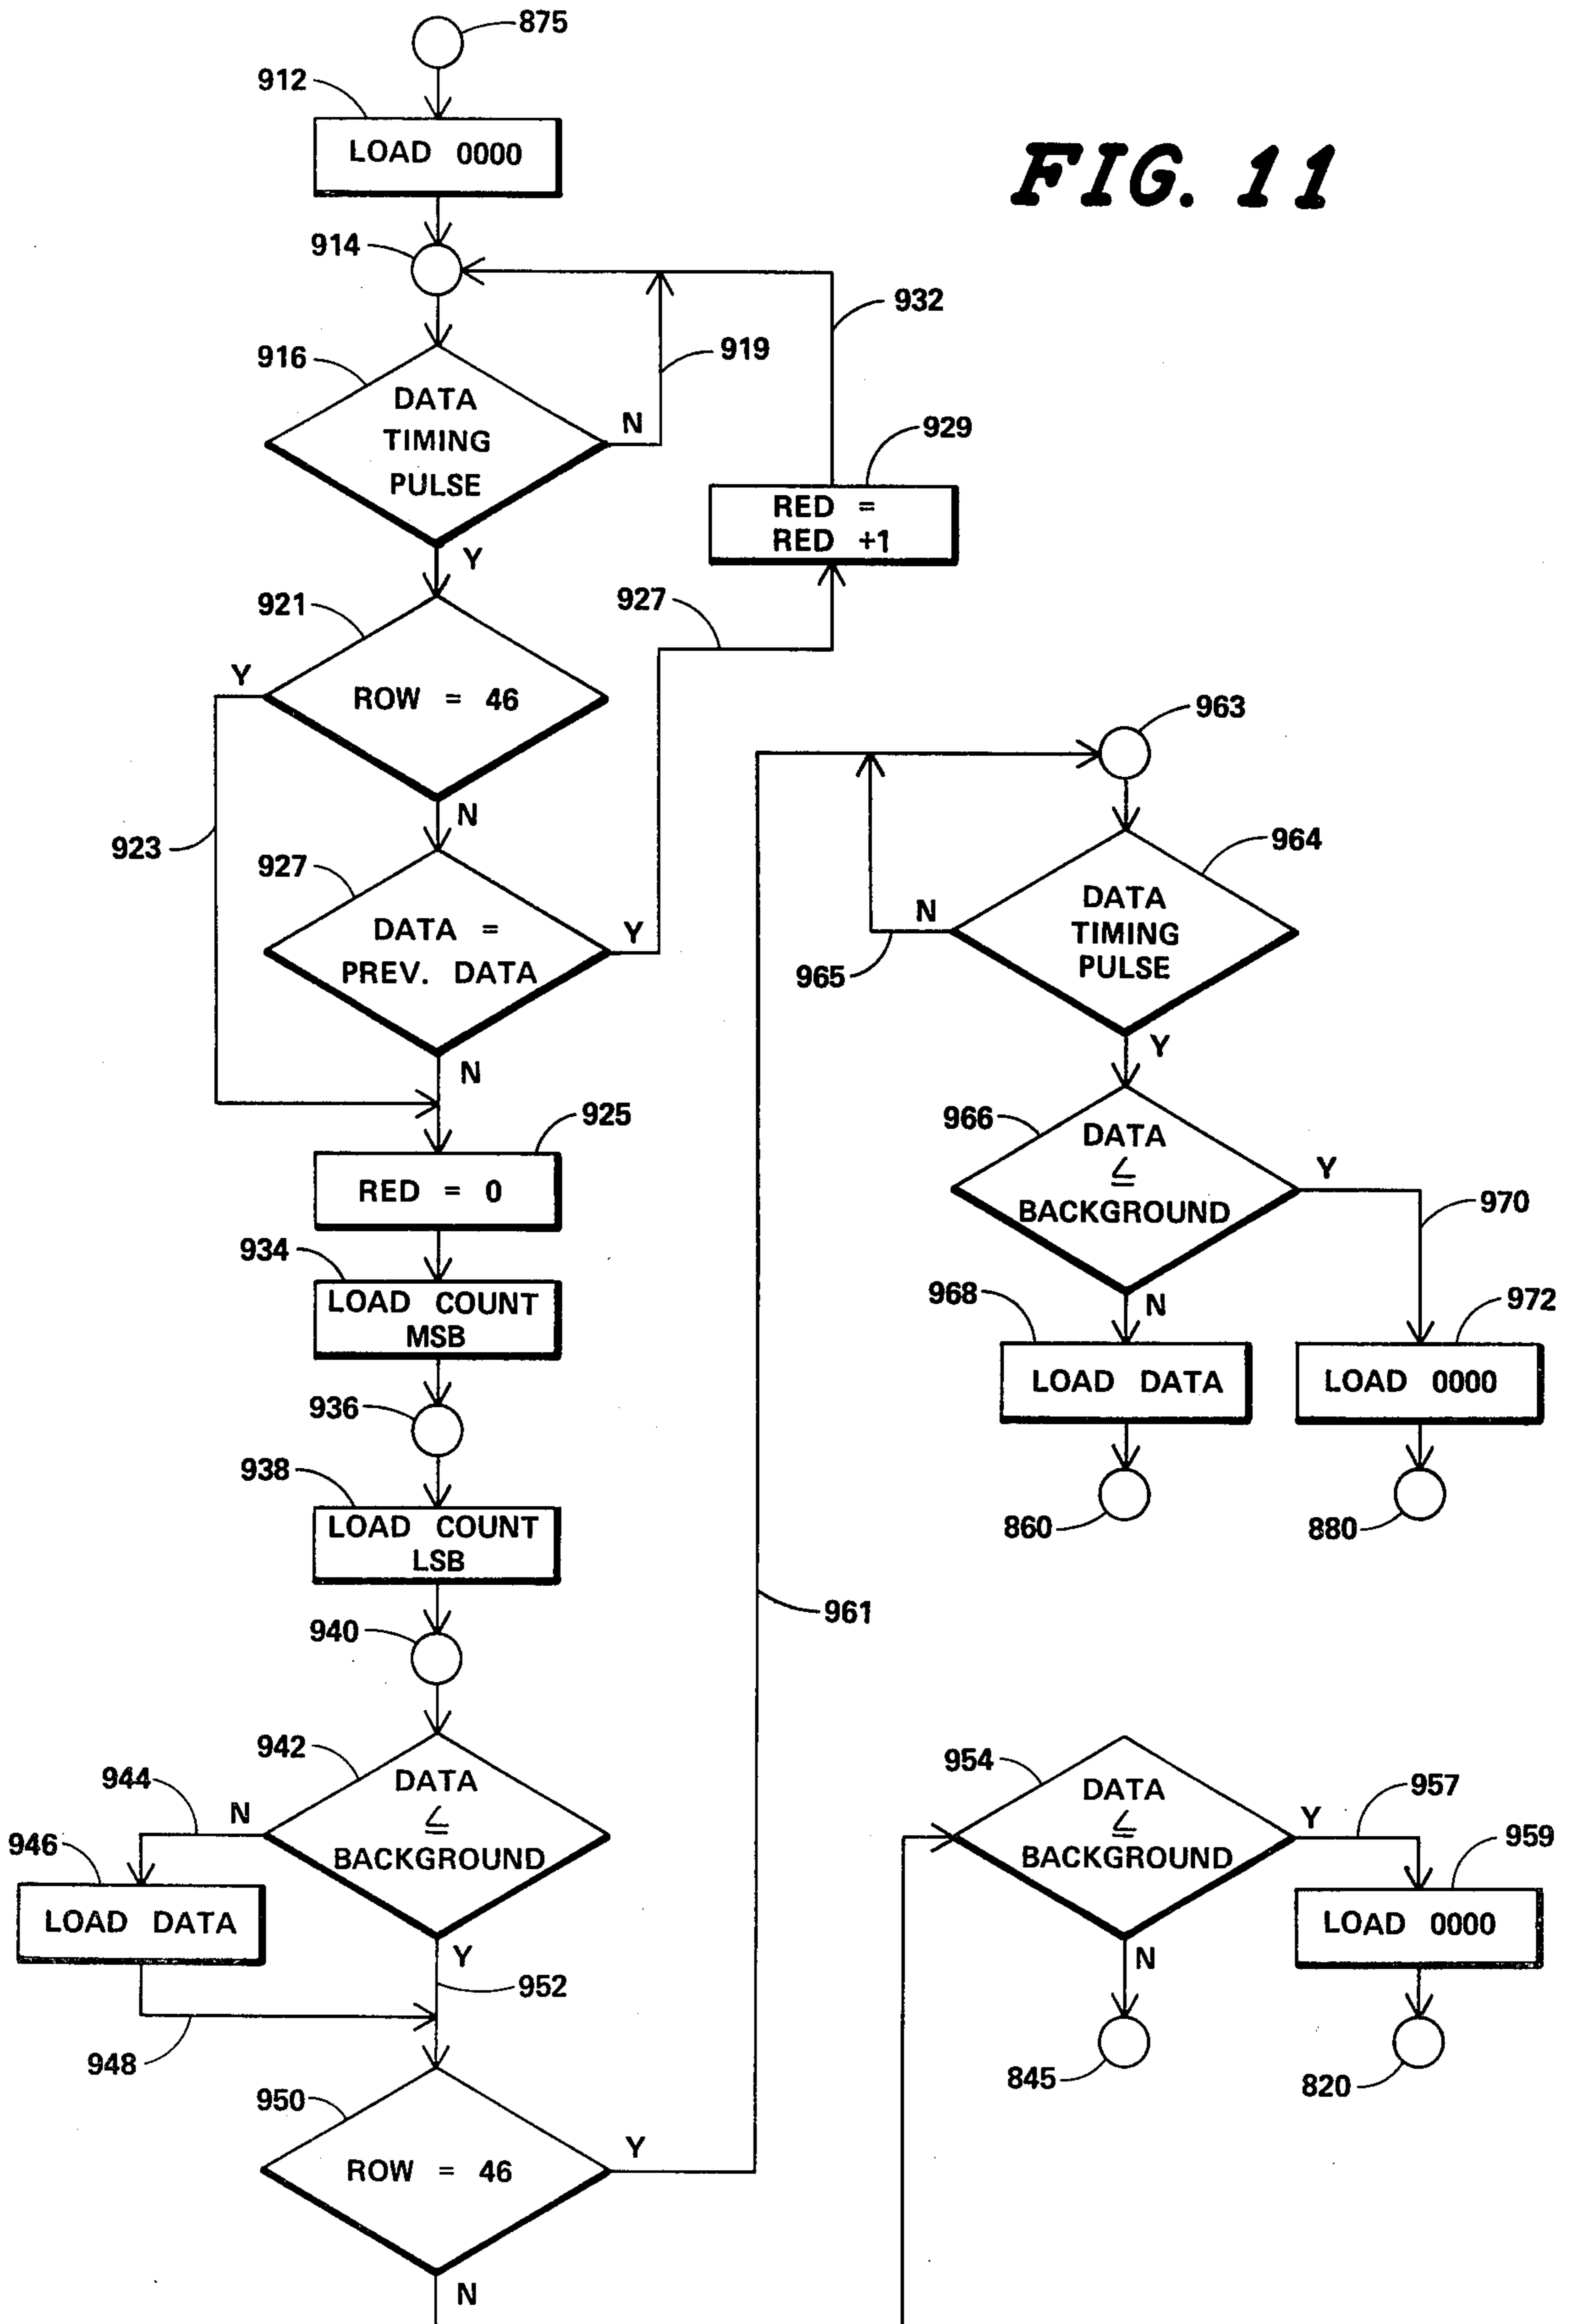 875
912
LOAD 0000
FIG. 11
914
932
916
919
DATA
TIMING
PULSE
N
929
RED =
RED +1
Y
921
927
Y
ROW = 46
963
N
923
927
964
DATA =
PREV. DATA
Y
DATA
TIMING
PULSE
N
965
N
Y
925
966
DATA
≤
BACKGROUND
Y
RED = 0
970
934
LOAD COUNT
MSB
968
N
972
LOAD DATA
LOAD 0000
936
938
LOAD COUNT
LSB
860
880
961
940
942
954
944
N
DATA
≤
BACKGROUND
DATA
≤
BACKGROUND
Y
957
946
959
LOAD DATA
LOAD 0000
Y
N
952
948
845
820
950
Y
ROW = 46
N